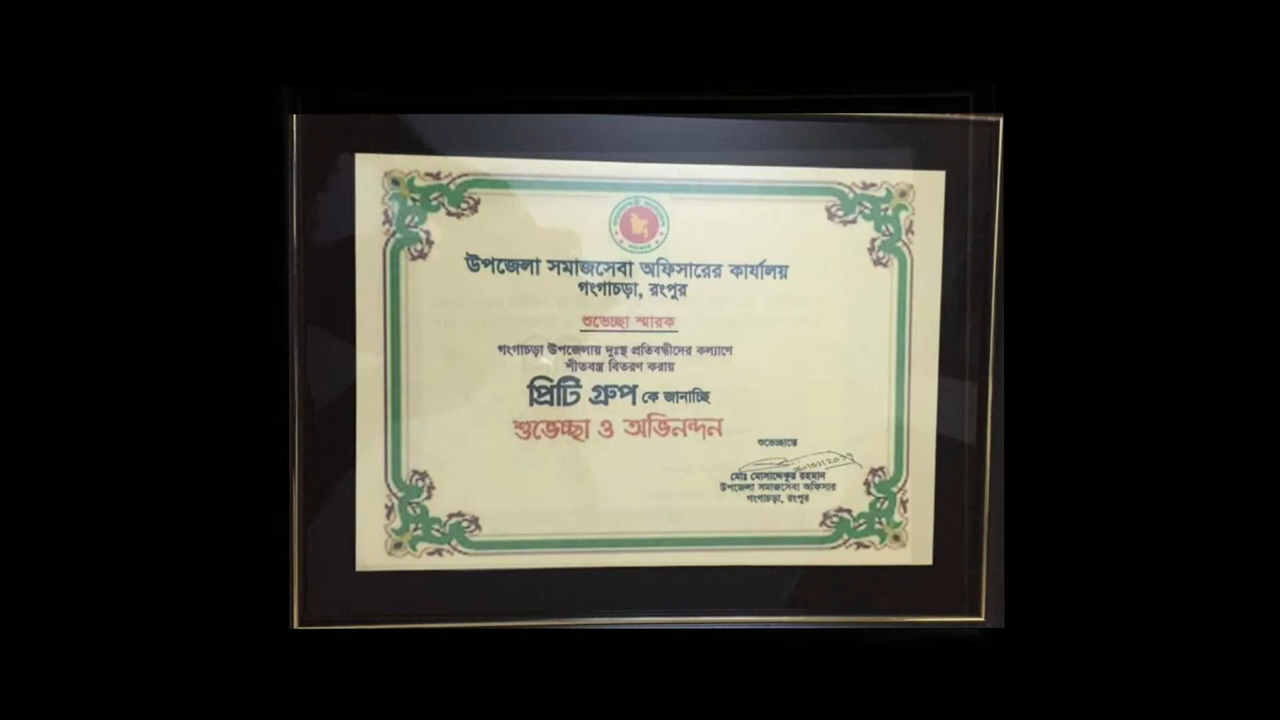 উপজেলা সমাজসেবা অফিসারের কার্যালয়
গংগাচড়া, রংপুর
শুভেচ্ছা স্মারক
গংগাচড়া উপজেলায় দুঃস্থ প্রতিবন্ধীদের কল্যাণে
শীতবস্ত্র বিতরণ করায়
প্রিটি গ্রুপ কে জানাচ্ছি
শুভেচ্ছা ও অভিনন্দন
শুভেচ্ছান্তে
মোঃ মোসাদ্দেকুর রহমান
উপজেলা সমাজসেবা অফিসার
গংগাচড়া, রংপুর